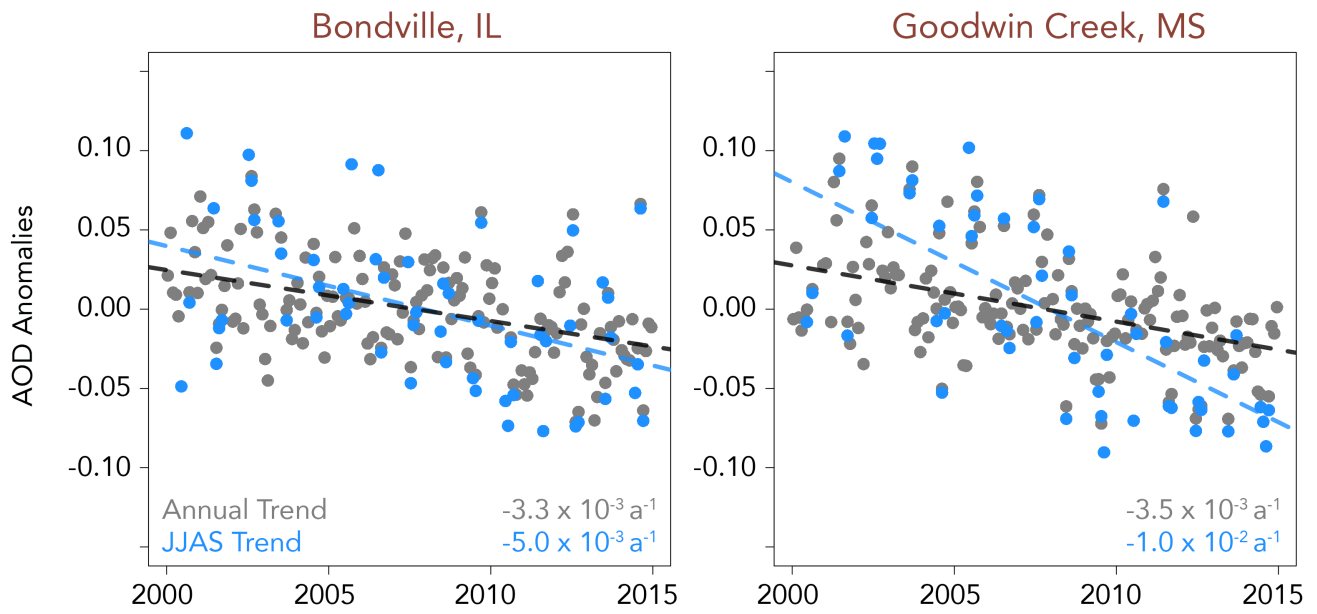 Bondville, IL
Goodwin Creek, MS
AOD Anomalies
0.10
0.05
0.00
-0.05
-0.10
Annual Trend -3.3 x 10⁻³ a⁻¹
JJAS Trend -5.0 x 10⁻³ a⁻¹
2000 2005 2010 2015
0.10
0.05
0.00
-0.05
-0.10
-3.5 x 10⁻³ a⁻¹
-1.0 x 10⁻² a⁻¹
2000 2005 2010 2015